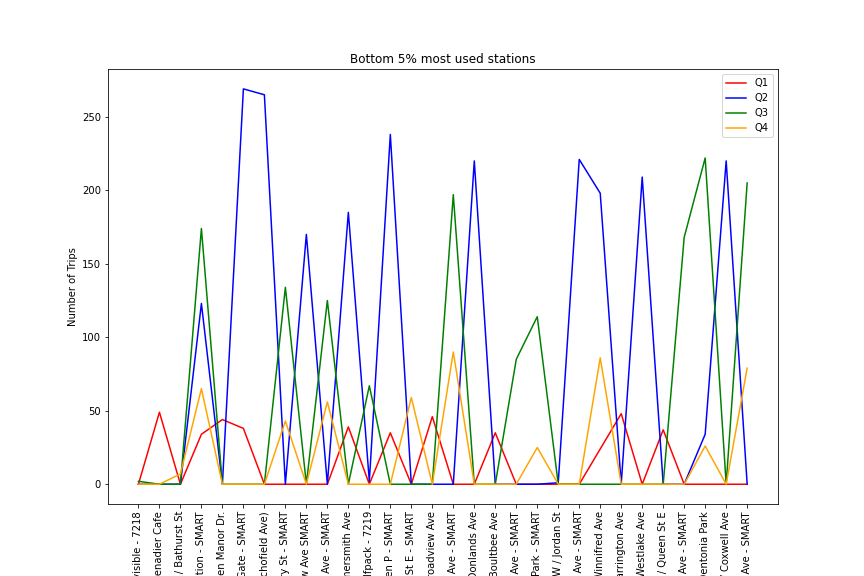 Bottom 5% most used stations
Q1
Q2
Q3
Q4
Number of Trips
250
200
150
100
50
0
visible - 7218
enadier Cafe
/ Bathurst St
tion - SMART
en Manor Dr.
Gate - SMART
chofield Ave)
ry St - SMART
w Ave SMART
Ave - SMART
mersmith Ave
lfpack - 7219
en P - SMART
St E - SMART
roadview Ave
Ave - SMART
Donlands Ave
Boultbee Ave
Ave - SMART
Park - SMART
W / Jordan St
Ave - SMART
Winnifred Ave
arrington Ave
Westlake Ave
/ Queen St E
Ave - SMART
entonia Park
/ Coxwell Ave
Ave - SMART